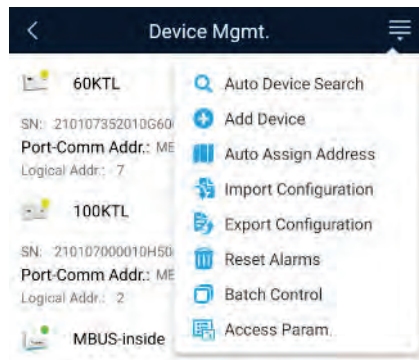 Device Mgmt.
60KTL
SN: 210107352010G60
Port-Comm Addr.: ME
Logical Addr.: 7
100KTL
SN: 210107000010H50
Port-Comm Addr.: ME
Logical Addr.: 2
MBUS-inside
Auto Device Search
Add Device
Auto Assign Address
Import Configuration
Export Configuration
Reset Alarms
Batch Control
Access Param.